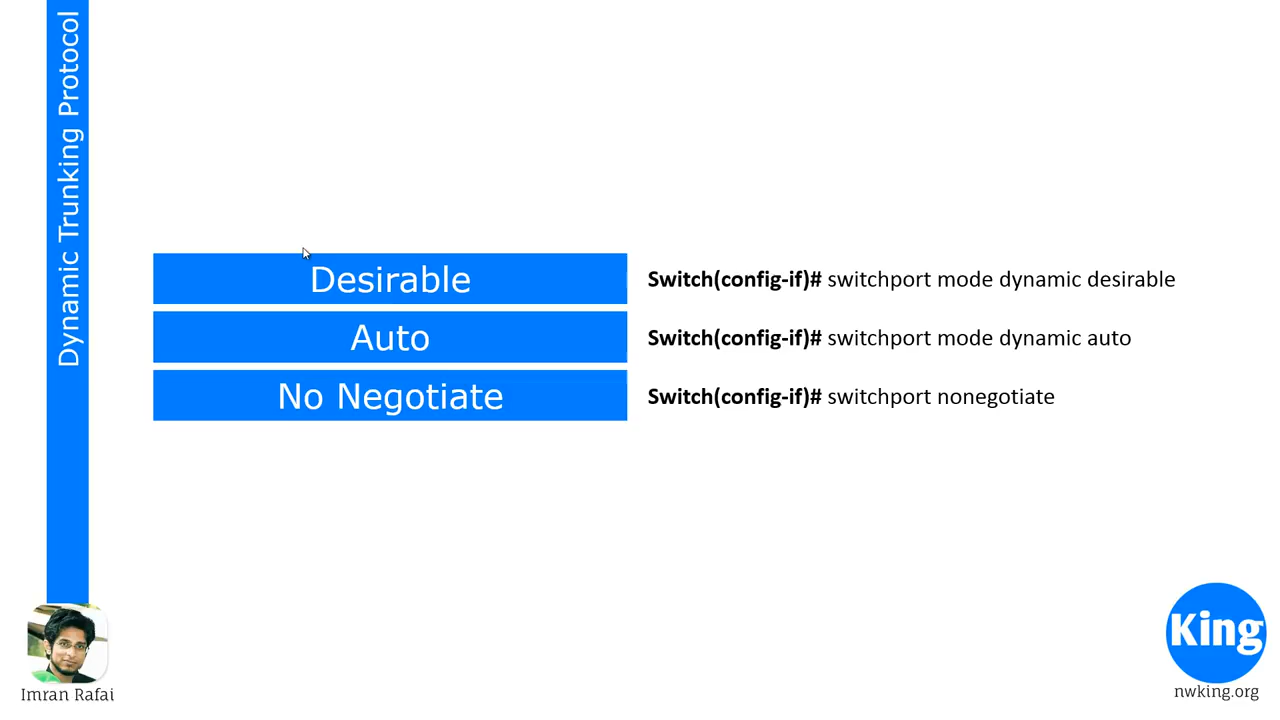 Dynamic Trunking Protocol
Desirable
Switch(config-if)# switchport mode dynamic desirable
Auto
Switch(config-if)# switchport mode dynamic auto
No Negotiate
Switch(config-if)# switchport nonegotiate
Imran Rafai
King
nwking.org